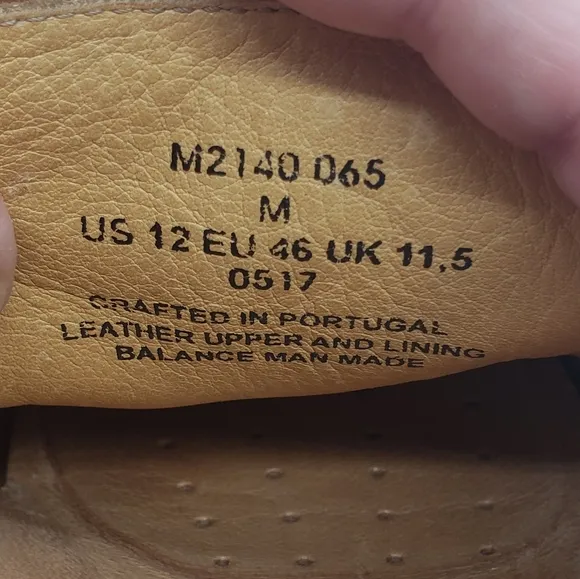 M2140 065
M
US 12 EU 46 UK 11,5
0517
CRAFTED IN PORTUGAL
LEATHER UPPER AND LINING
BALANCE MAN MADE